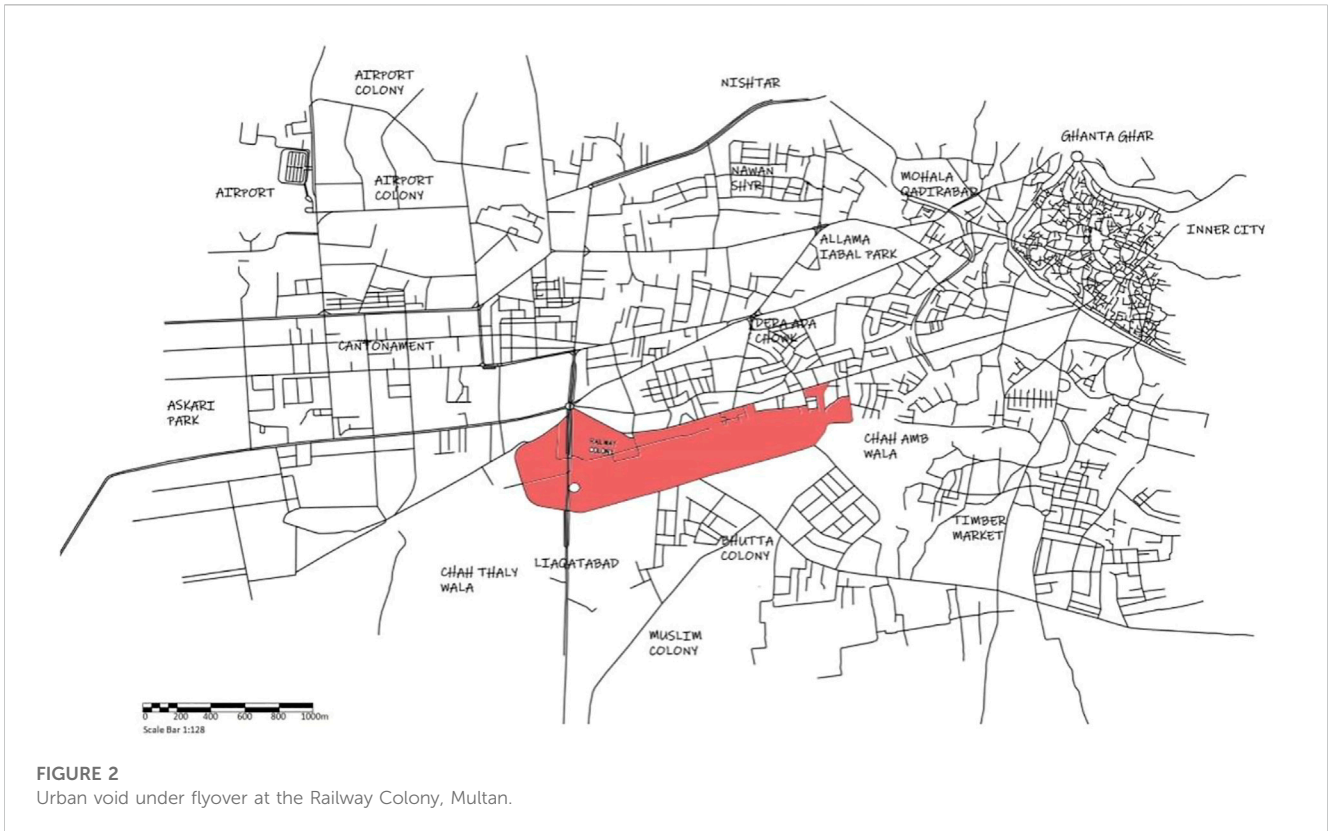 AIRPORT
COLONY
NISHTAR
GHANTA GHAR
AIRPORT
AIRPORT
COLONY
NAWAN
SHYR
MOHALA
QADIRABAD
INNER CITY
ALLAMA
IABAL PARK
DERA ADA
CHOWK
CANTONAMENT
ASKARI
PARK
RAILWAY
COLONY
CHAH AMB
WALA
TIMBER
MARKET
BHUTTA
COLONY
LIAQATABAD
CHAH THALY
WALA
MUSLIM
COLONY
0 200 400 600 800 1000m
Scale Bar 1:128
FIGURE 2
Urban void under flyover at the Railway Colony, Multan.